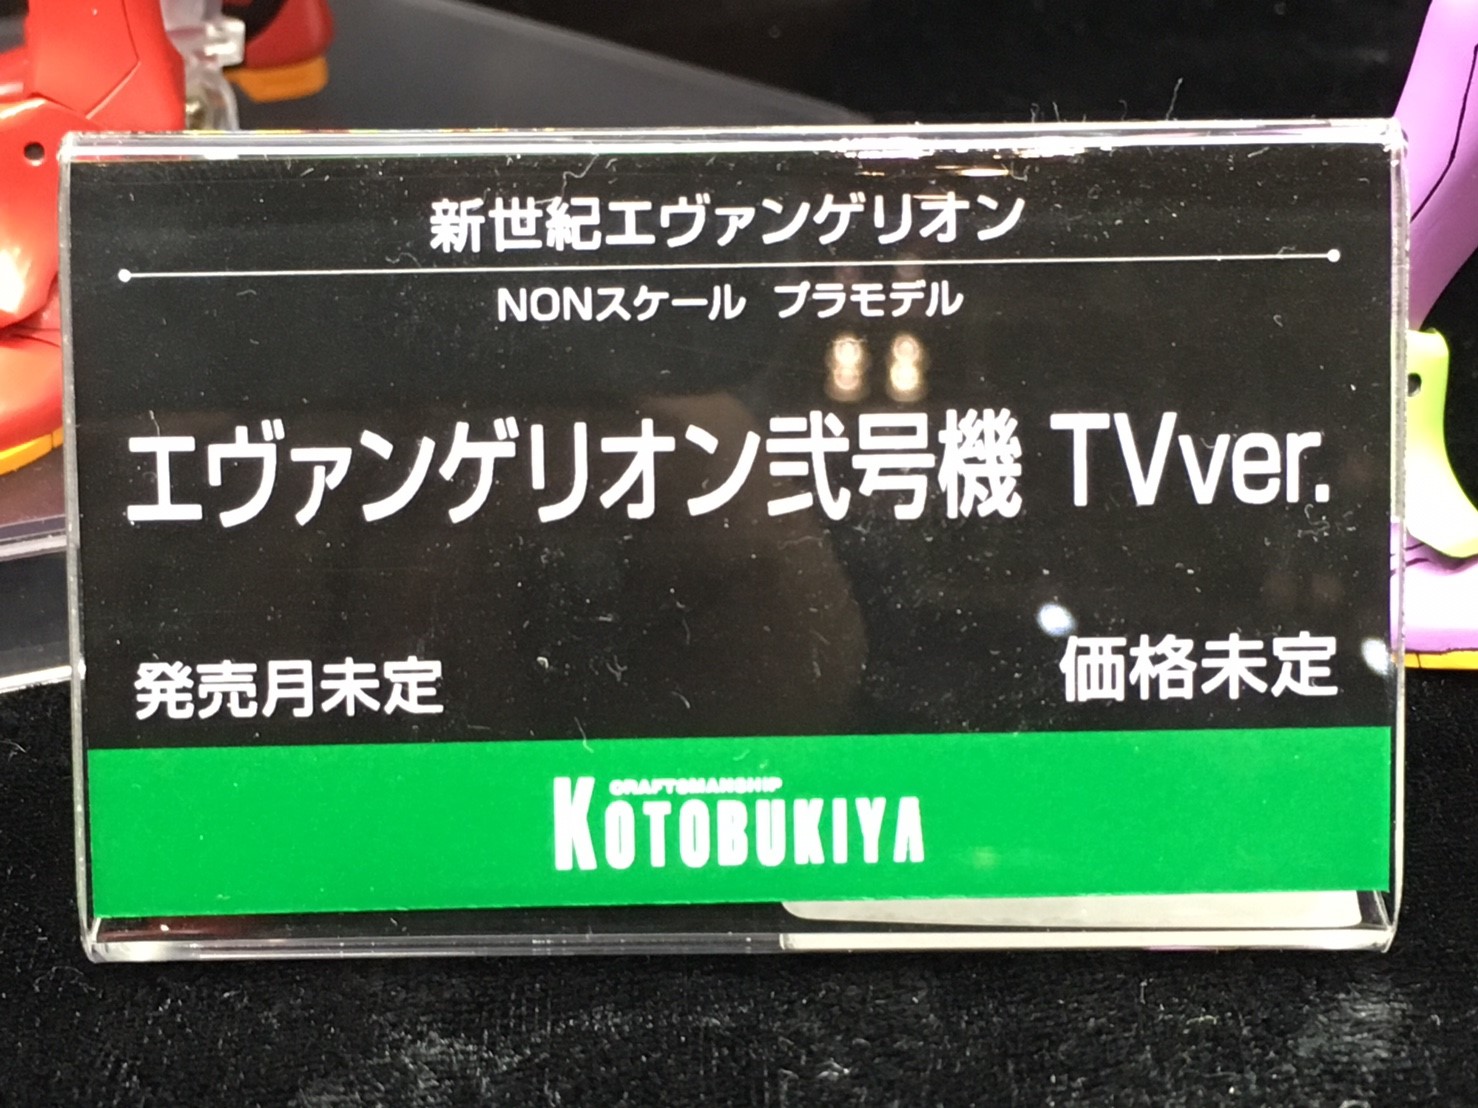 新世紀エヴァンゲリオン
NONスケール プラモデル
エヴァンゲリオン弐号機 TVver.
発売月未定
価格未定
CRAFTSMANSHIP
KOTOBUKIYA